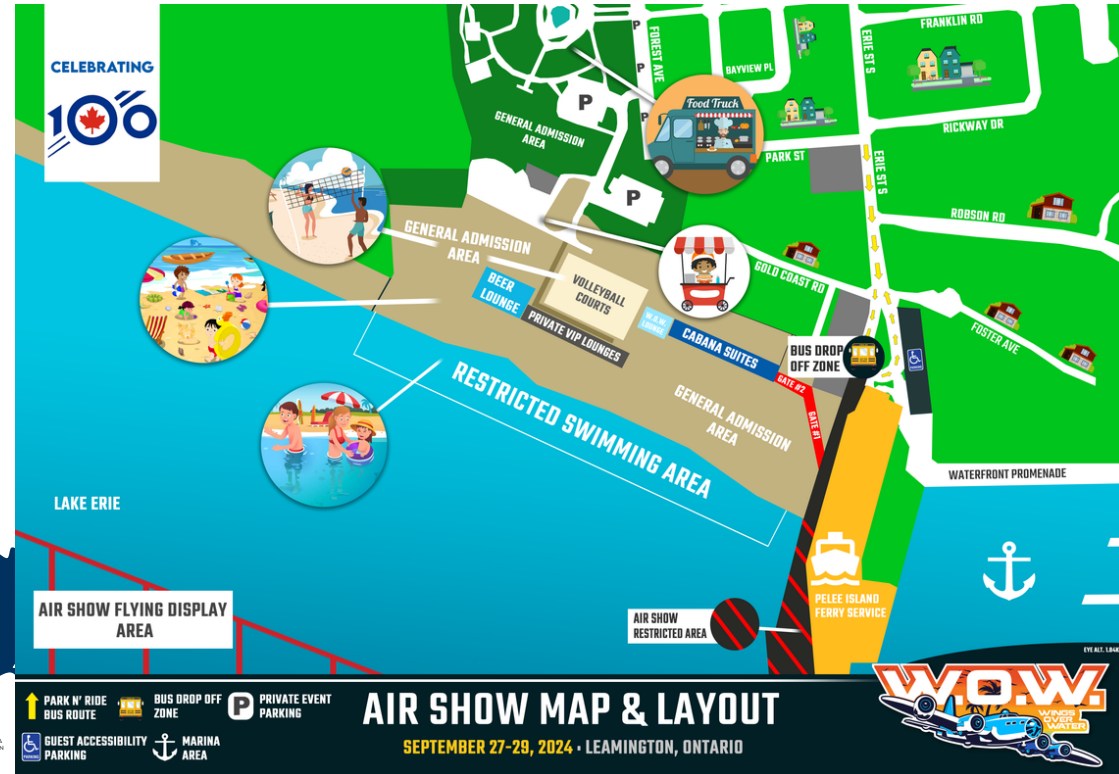 CELEBRATING
100
FOREST AVE
P
P
P
BAYVIEW PL
ERIE ST S
FRANKLIN RD
RICKWAY DR
Food Truck
PARK ST
ERIE ST S
ROBSON RD
P
GENERAL ADMISSION
AREA
P
GENERAL ADMISSION
AREA
BEER
LOUNGE
VOLLEYBALL
COURTS
PRIVATE VIP LOUNGES
W.O.W.
LOUNGE
CABANA SUITES
GOLD COAST RD
FOSTER AVE
BUS DROP
OFF ZONE
PARKING
GATE #2
GATE #1
GENERAL ADMISSION
AREA
RESTRICTED SWIMMING AREA
WATERFRONT PROMENADE
LAKE ERIE
AIR SHOW FLYING DISPLAY
AREA
AIR SHOW
RESTRICTED AREA
PELEE ISLAND
FERRY SERVICE
PARK N' RIDE
BUS ROUTE
BUS DROP OFF
ZONE
P
PRIVATE EVENT
PARKING
PARKING
GUEST ACCESSIBILITY
PARKING
MARINA
AREA
AIR SHOW MAP & LAYOUT
SEPTEMBER 27-29, 2024 • LEAMINGTON, ONTARIO
W.O.W.
WINGS
OVER
WATER